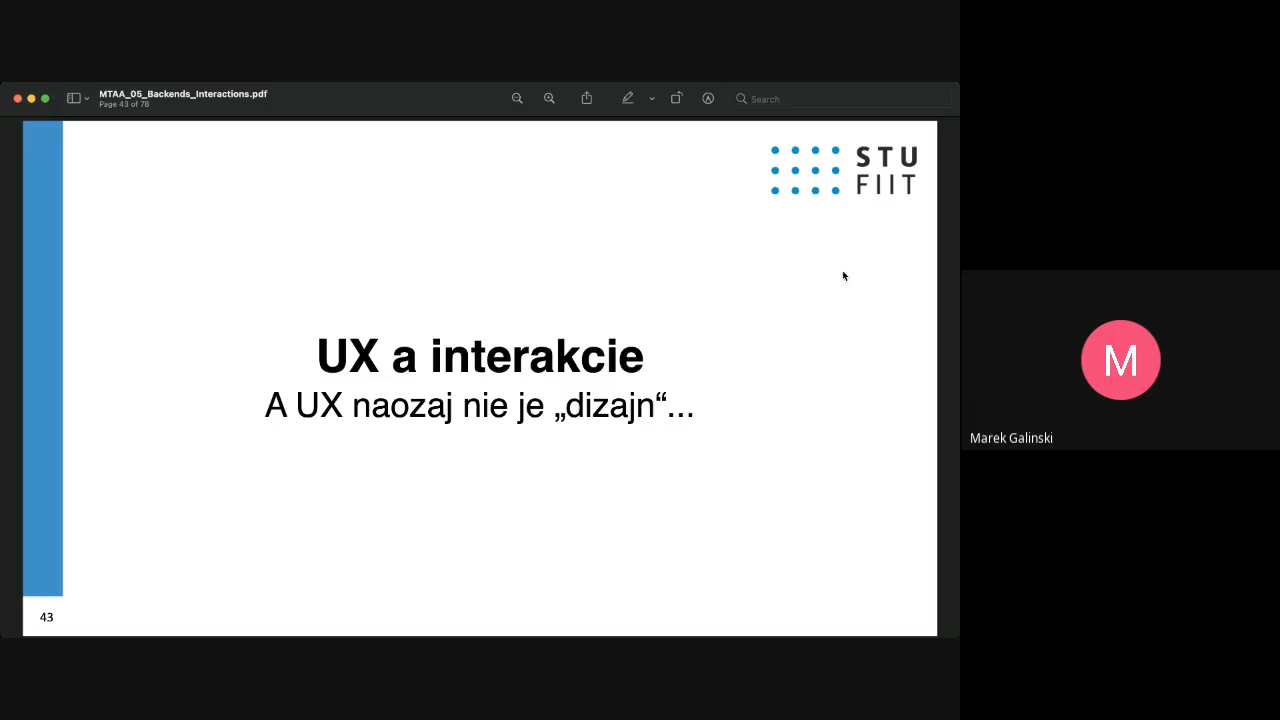 MTAA_05_Backends_Interactions.pdf
Page 43 of 78
Search
STU
FIIT
UX a interakcie
A UX naozaj nie je „dizajn“...
43
M
Marek Galinski